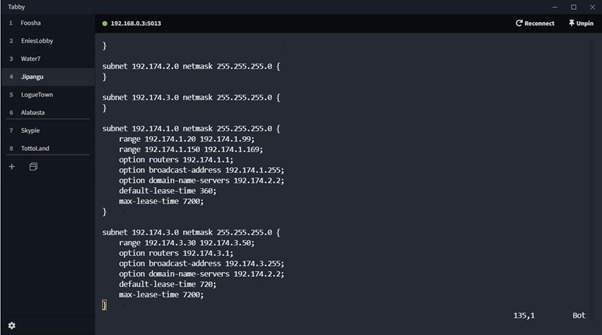 Tabby
192.168.0.3:5013
Reconnect
Unpin
1 Foosha
2 EniesLobby
3 Water7
4 Jipangu
5 LogueTown
6 Alabasta
7 Skypie
8 TottoLand
}
subnet 192.174.2.0 netmask 255.255.255.0 {
}
subnet 192.174.3.0 netmask 255.255.255.0 {
}
subnet 192.174.1.0 netmask 255.255.255.0 {
    range 192.174.1.20 192.174.1.99;
    range 192.174.1.150 192.174.1.169;
    option routers 192.174.1.1;
    option broadcast-address 192.174.1.255;
    option domain-name-servers 192.174.2.2;
    default-lease-time 360;
    max-lease-time 7200;
}
subnet 192.174.3.0 netmask 255.255.255.0 {
    range 192.174.3.30 192.174.3.50;
    option routers 192.174.3.1;
    option broadcast-address 192.174.3.255;
    option domain-name-servers 192.174.2.2;
    default-lease-time 720;
    max-lease-time 7200;
}
135,1 Bot